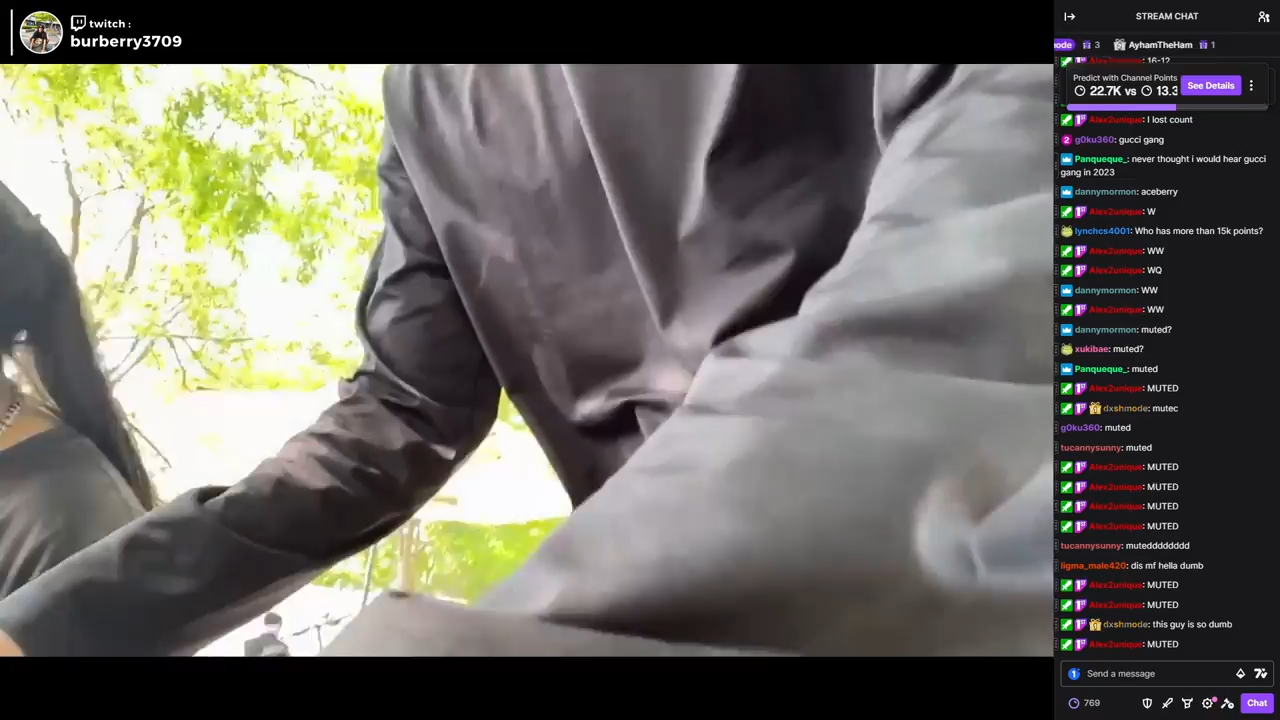 twitch :
burberry3709
STREAM CHAT
3
AyhamTheHam
1
Alex2unique: 16-12
Predict with Channel Points
22.7K vs
See Details
Alex2unique: I lost count
2 g0ku360: gucci gang
Panqueque_: never thought i would hear gucci
gang in 2023
dannymormon: aceberry
Alex2unique: W
lynchcs4001: Who has more than 15k points?
Alex2unique: WW
Alex2unique: WQ
dannymormon: WW
Alex2unique: WW
dannymormon: muted?
xukibae: muted?
Panqueque_: muted
Alex2unique: MUTED
dxshmode: mutec
g0ku360: muted
tucannysunny: muted
Alex2unique: MUTED
Alex2unique: MUTED
Alex2unique: MUTED
Alex2unique: MUTED
tucannysunny: mutedddddddd
ligma_male420: dis mf hella dumb
Alex2unique: MUTED
Alex2unique: MUTED
dxshmode: this guy is so dumb
Alex2unique: MUTED
1 Send a message
769
Chat